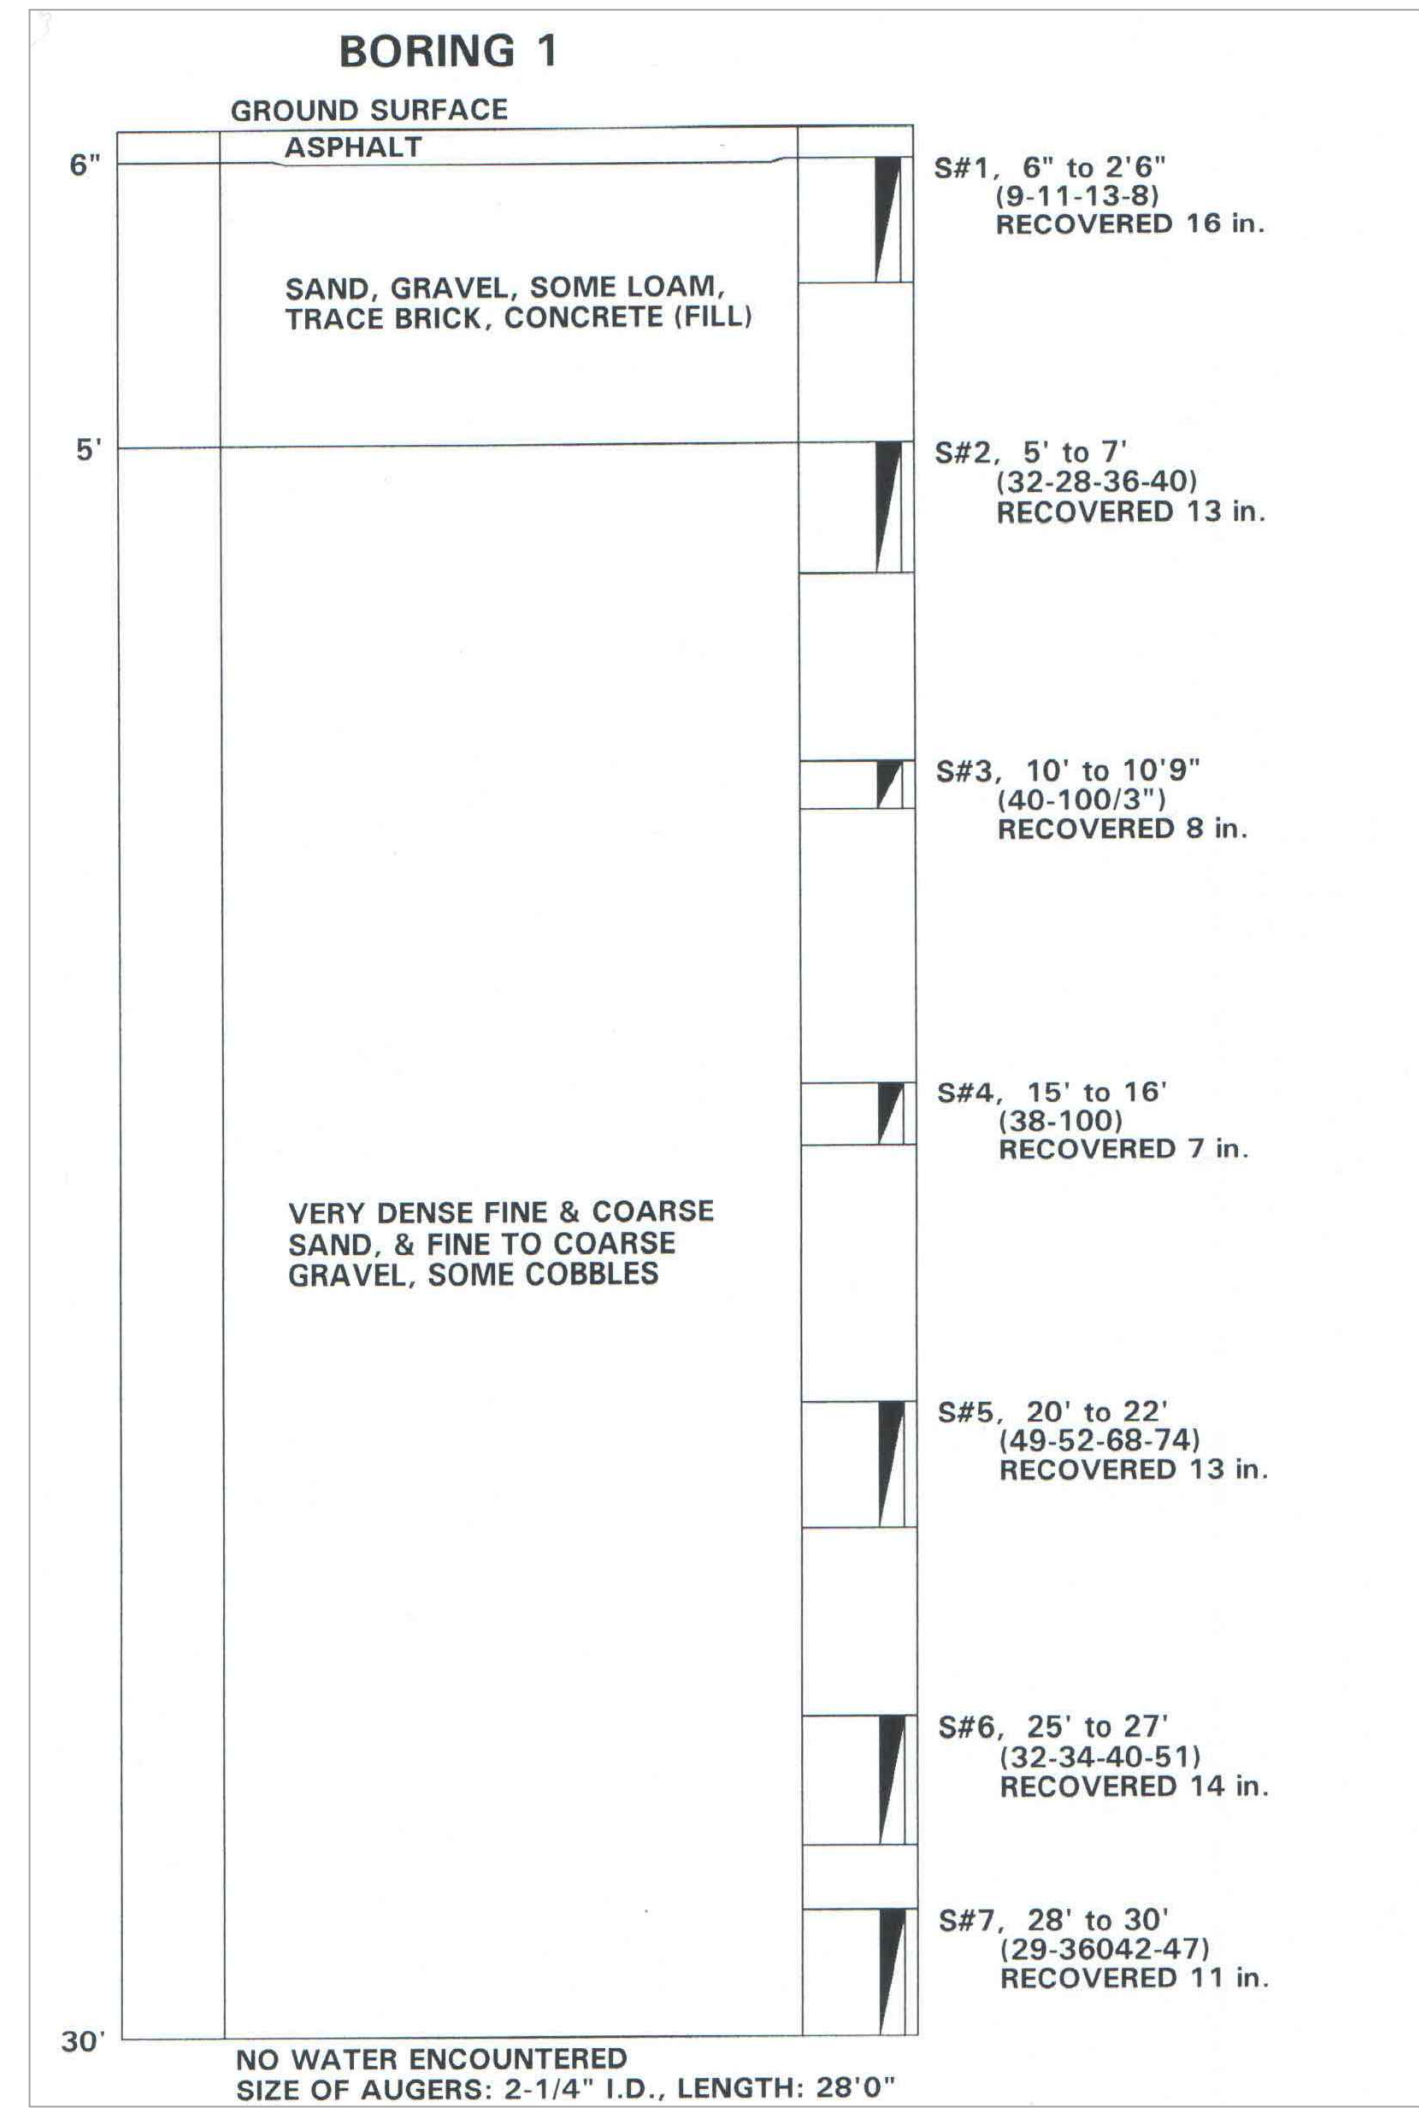 BORING 1
GROUND SURFACE
ASPHALT
6"
S#1, 6" to 2'6"
(9-11-13-8)
RECOVERED 16 in.
SAND, GRAVEL, SOME LOAM,
TRACE BRICK, CONCRETE (FILL)
5'
S#2, 5' to 7'
(32-28-36-40)
RECOVERED 13 in.
S#3, 10' to 10'9"
(40-100/3")
RECOVERED 8 in.
S#4, 15' to 16'
(38-100)
RECOVERED 7 in.
VERY DENSE FINE & COARSE
SAND, & FINE TO COARSE
GRAVEL, SOME COBBLES
S#5, 20' to 22'
(49-52-68-74)
RECOVERED 13 in.
S#6, 25' to 27'
(32-34-40-51)
RECOVERED 14 in.
S#7, 28' to 30'
(29-36042-47)
RECOVERED 11 in.
30'
NO WATER ENCOUNTERED
SIZE OF AUGERS: 2-1/4" I.D., LENGTH: 28'0"